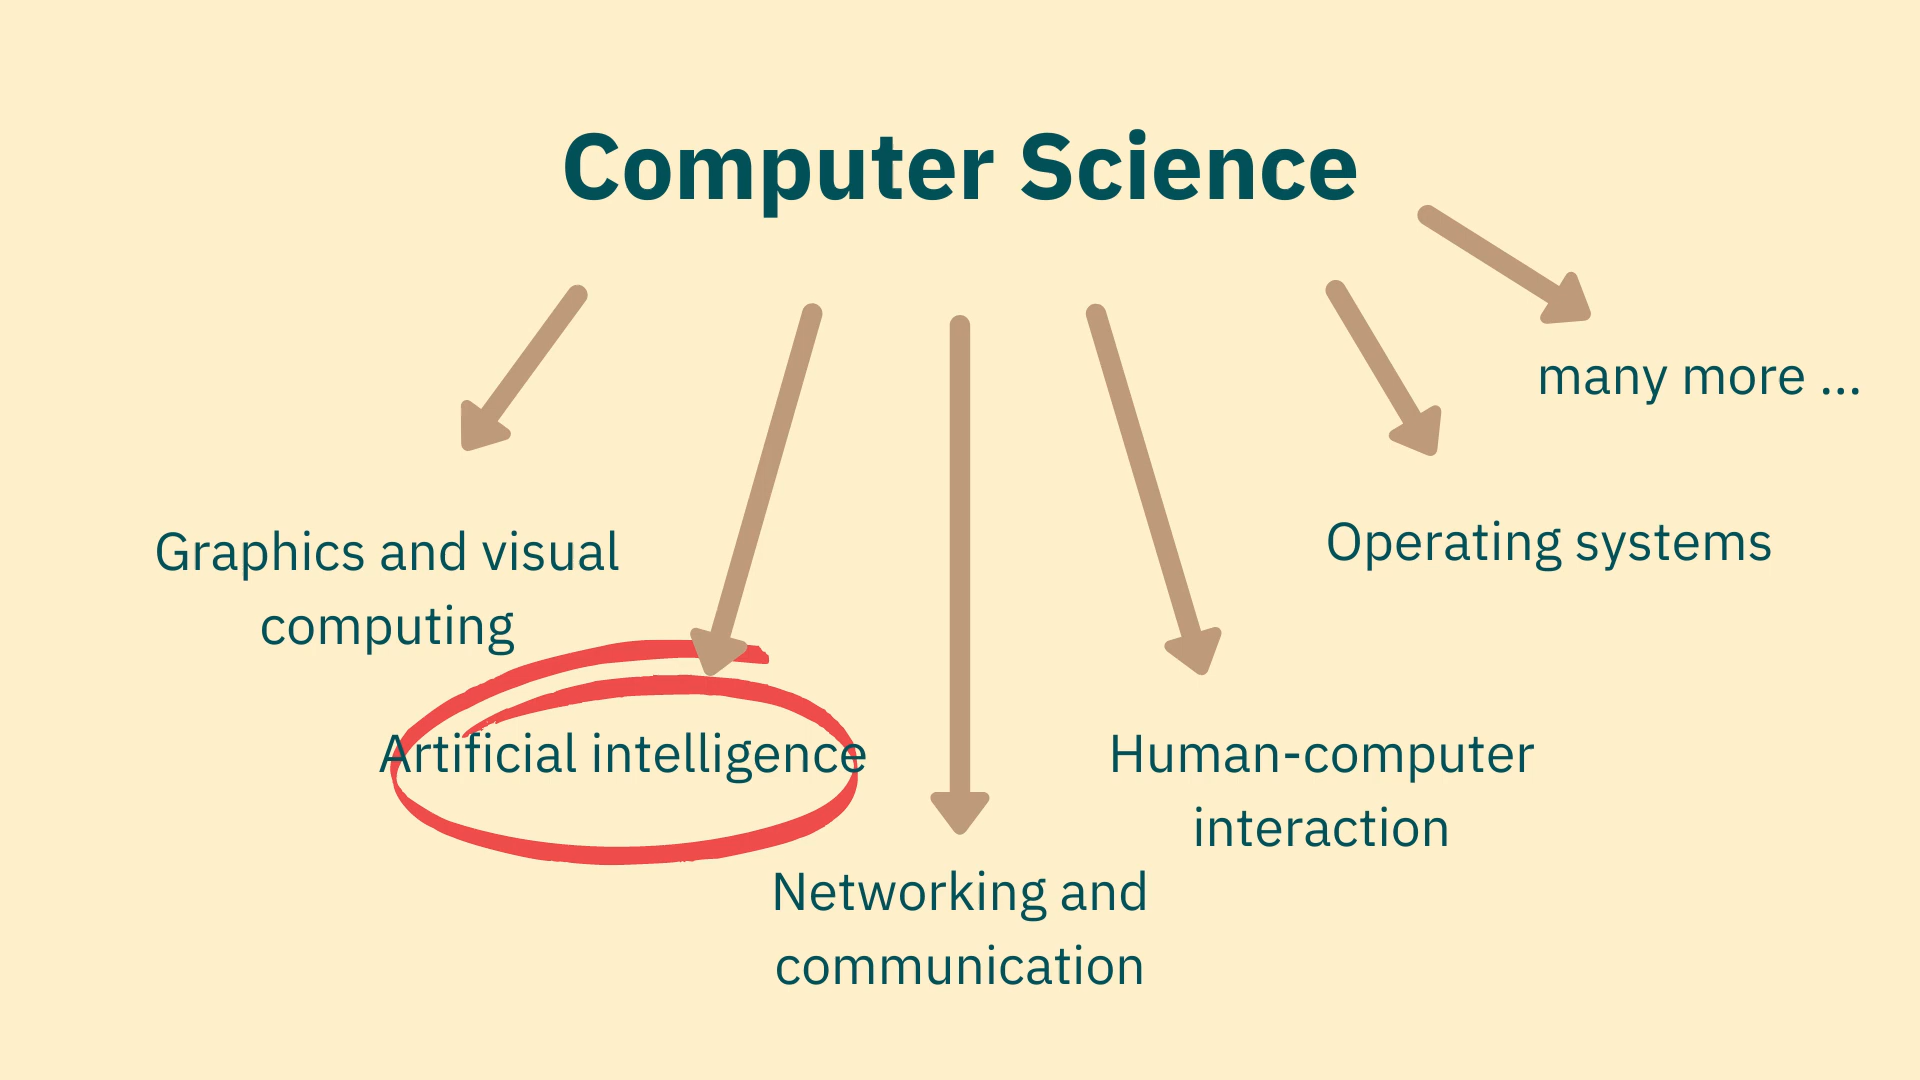 Computer Science
many more ...
Graphics and visual
computing
Operating systems
Artificial intelligence
Human-computer
interaction
Networking and
communication